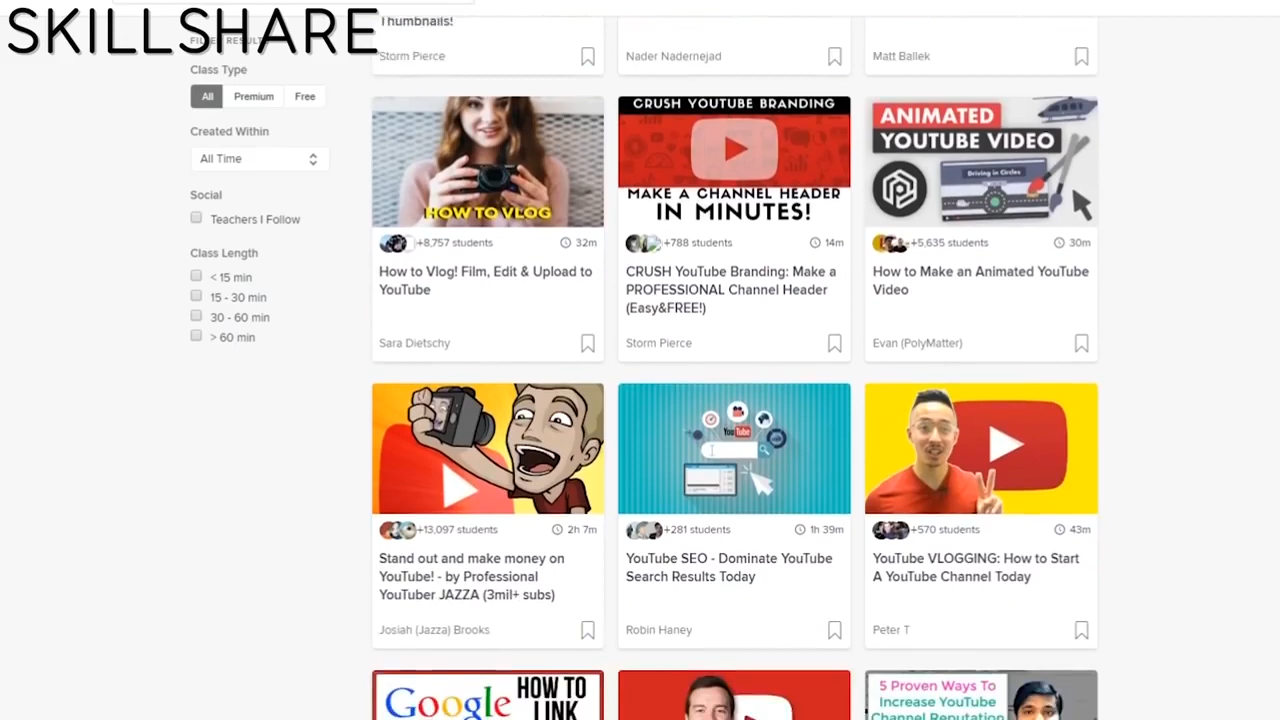 SKILLSHARE
Thumbnails!
Storm Pierce
Nader Nadernejad
Matt Ballek
Class Type
All Premium Free
Created Within
All Time
Social
Teachers I Follow
Class Length
< 15 min
15 - 30 min
30 - 60 min
> 60 min
HOW TO VLOG
+8,757 students 32m
How to Vlog! Film, Edit & Upload to
YouTube
Sara Dietschy
CRUSH YOUTUBE BRANDING
MAKE A CHANNEL HEADER
IN MINUTES!
+788 students 14m
CRUSH YouTube Branding: Make a
PROFESSIONAL Channel Header
(Easy&FREE!)
Storm Pierce
ANIMATED
YOUTUBE VIDEO
Driving in Circles
+5,635 students 30m
How to Make an Animated YouTube
Video
Evan (PolyMatter)
+13,097 students 2h 7m
Stand out and make money on
YouTube! - by Professional
YouTuber JAZZA (3mil+ subs)
Josiah (Jazza) Brooks
YouTube
+281 students 1h 39m
YouTube SEO - Dominate YouTube
Search Results Today
Robin Haney
+570 students 43m
YouTube VLOGGING: How to Start
A YouTube Channel Today
Peter T
Google
HOW TO
LINK
5 Proven Ways To
Increase YouTube
Channel Reputation